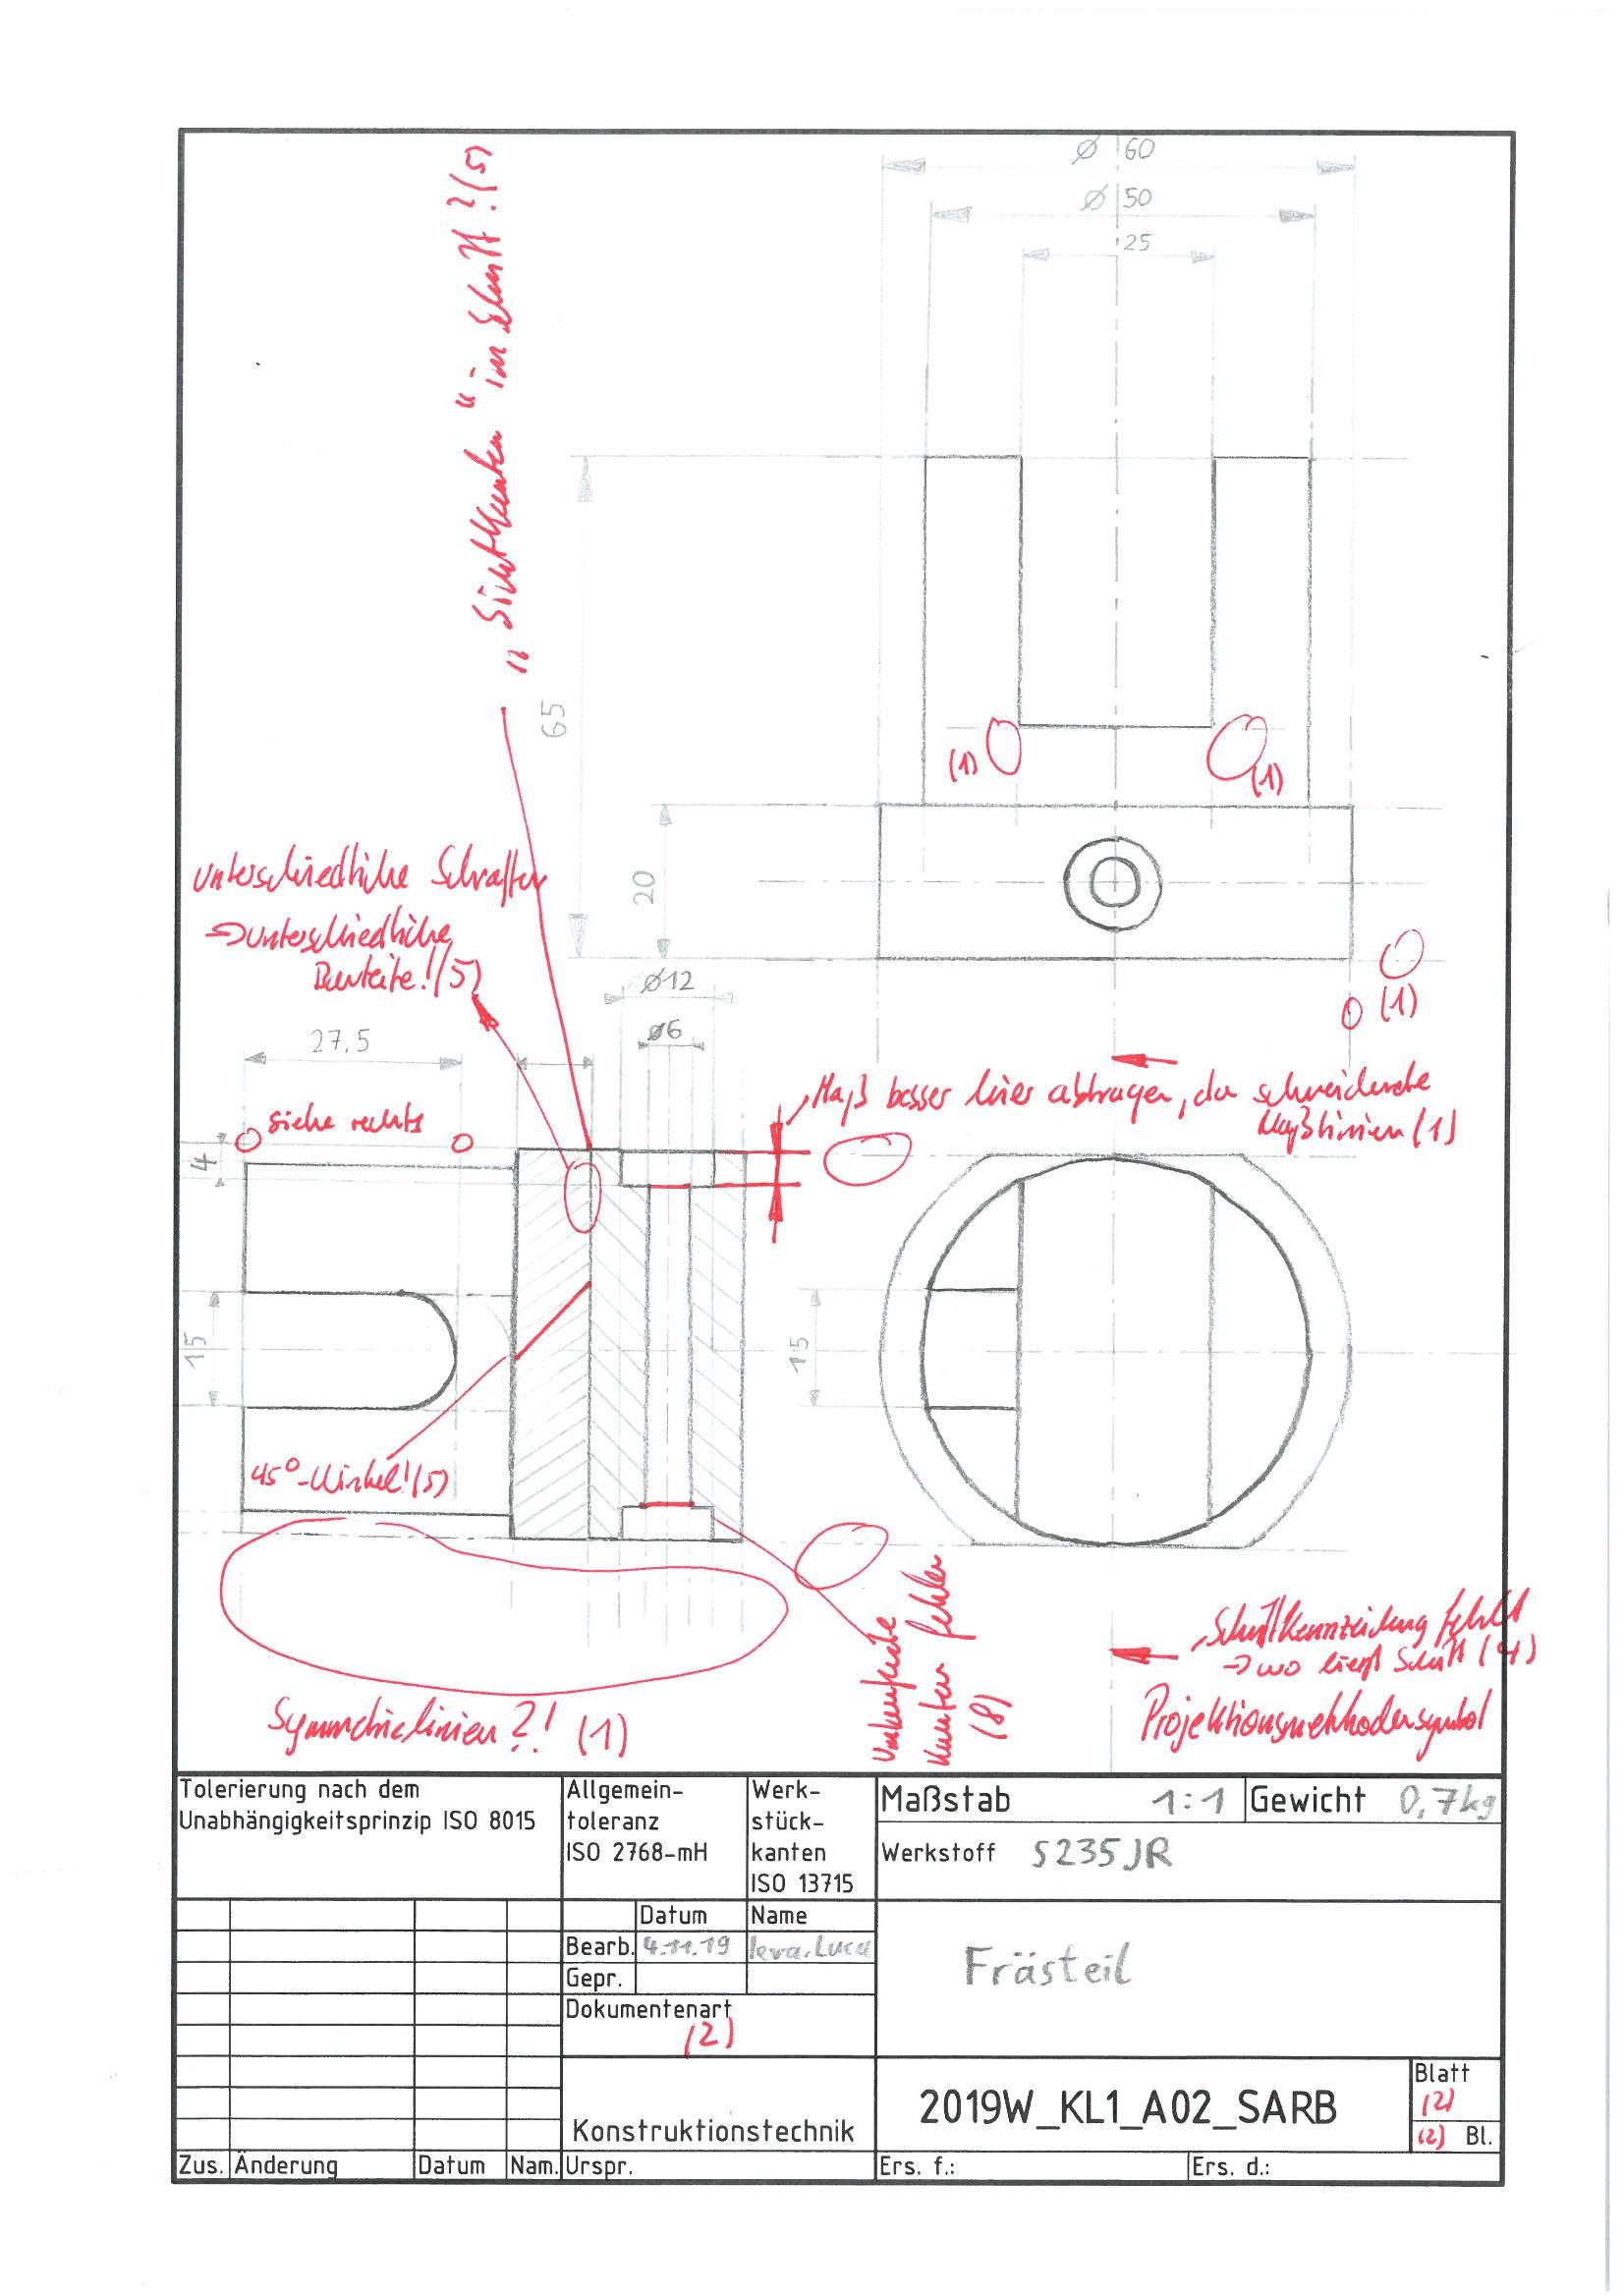 Ø 60
Ø 50
25
"Sichtkanten" im Schnitt?(5)
65
(1)
(1)
20
unterschiedliche Schraffur
→unterschiedliche
Bauteile!(5)
Ø12
ø6
27,5
(1)
siehe rechts
Maß besser hier abtragen, da schneidende
Maßlinien (1)
4
15
15
45°-Winkel!(5)
Symmetrielinien?! (1)
Umlaufende
Kanten fehlen
(8)
Schnittkennzeichnung fehlt
→wo liegt Schnitt (4)
Projektionsmethodensymbol
Tolerierung nach dem
Unabhängigkeitsprinzip ISO 8015
Allgemein-
toleranz
ISO 2768-mH
Werk-
stück-
kanten
ISO 13715
Maßstab 1:1
Gewicht 0,7kg
Werkstoff S235JR
Datum Name
Bearb. 4.11.19
Luca
Gepr.
Dokumentenart
(2)
Frästeil
Konstruktionstechnik
2019W_KL1_A02_SARB
Blatt
(2)
(2) Bl.
Zus. Änderung Datum Nam. Urspr. Ers. f.: Ers. d.: